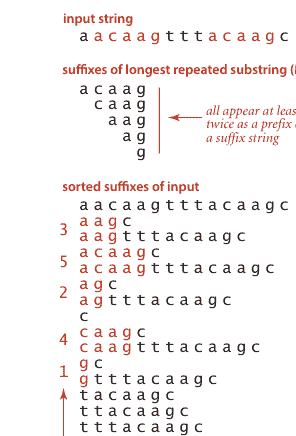 input string
a a c a a g t t t a c a a g c
suffixes of longest repeated substring (
a c a a g
c a a g
a a g
a g
g
all appear at leas
twice as a prefix
a suffix string
sorted suffixes of input
a a c a a g t t t a c a a g c
3 a a g c
a a g t t t a c a a g c
5 a c a a g c
a c a a g t t t a c a a g c
2 a g c
a g t t t a c a a g c
c
4 c a a g c
c a a g t t t a c a a g c
1 g c
g t t t a c a a g c
t a c a a g c
t t a c a a g c
t t t a c a a g c